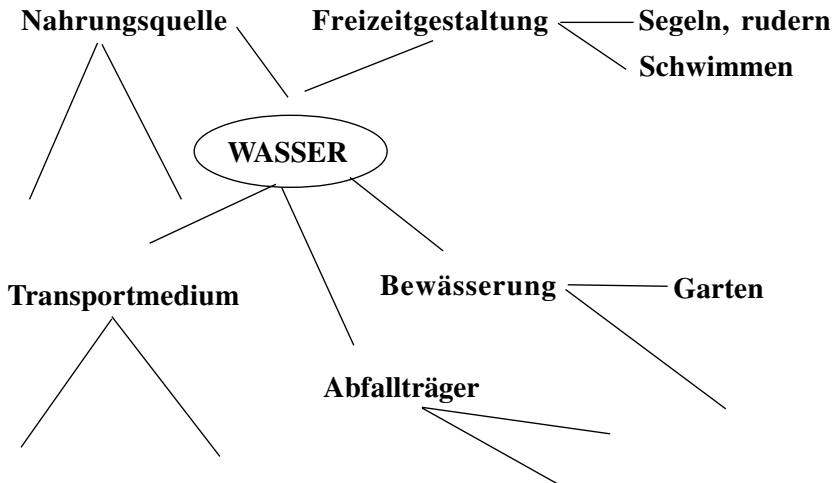 Nahrungsquelle
Freizeitgestaltung
Segeln, rudern
Schwimmen
WASSER
Transportmedium
Bewässerung
Garten
Abfallträger